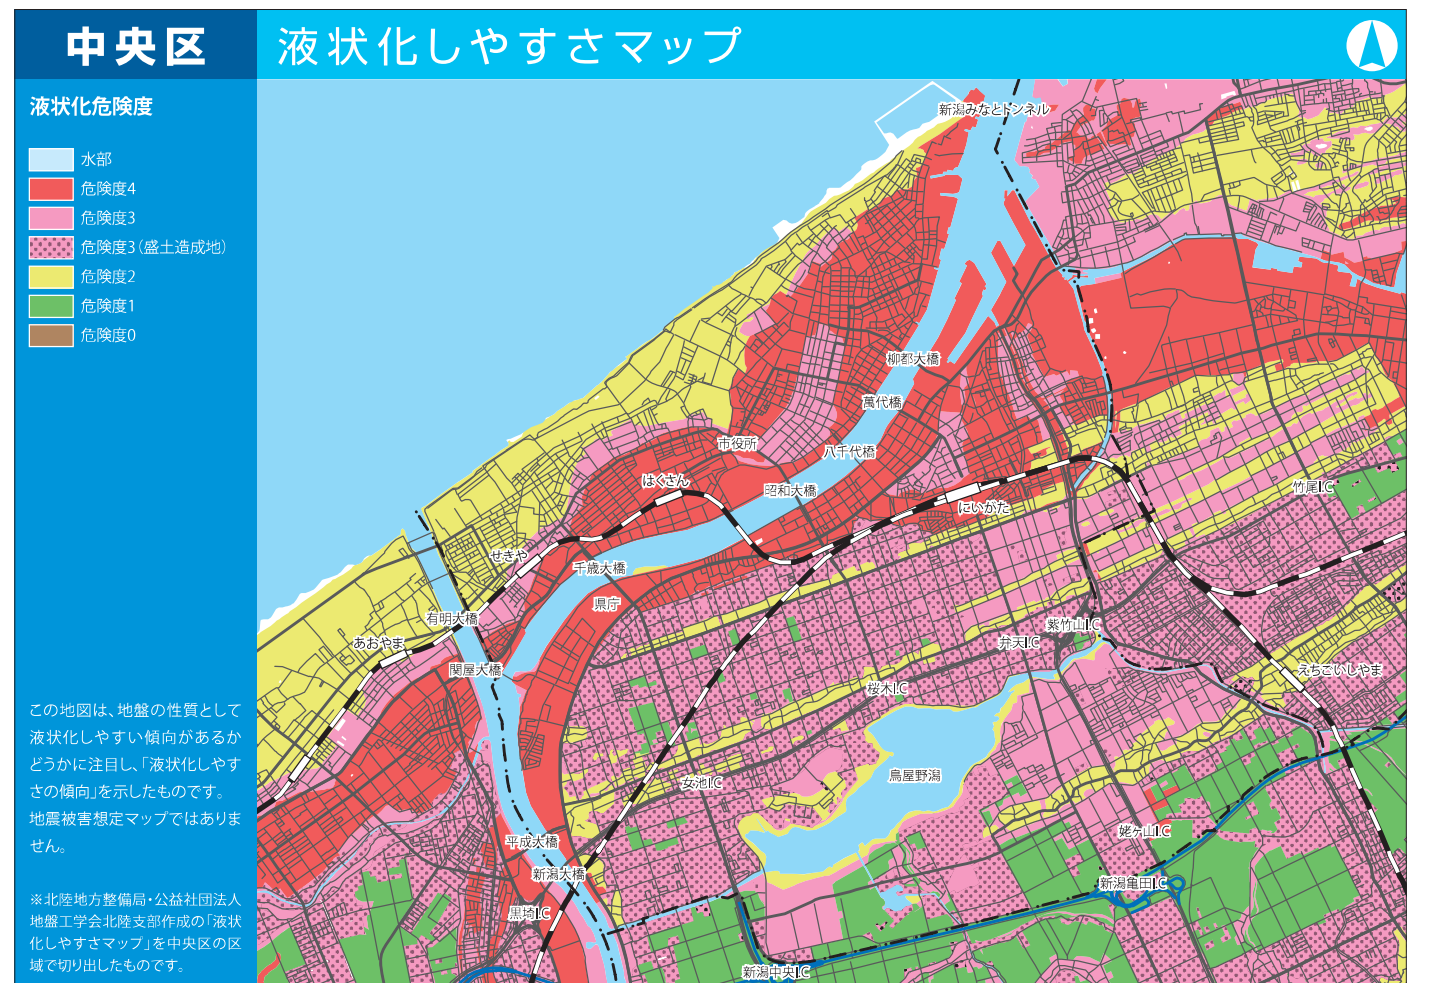 中央区
液状化しやすさマップ
液状化危険度
水部
危険度4
危険度3
危険度3(盛土造成地)
危険度2
危険度1
危険度0
この地図は、地盤の性質として
液状化しやすい傾向があるか
どうかに注目し、「液状化しやす
さの傾向」を示したものです。
地震被害想定マップではありま
せん。
※北陸地方整備局・公益社団法人
地盤工学会北陸支部作成の「液状
化しやすさマップ」を中央区の区
域で切り出したものです。
新潟みなとトンネル
柳都大橋
萬代橋
市役所
八千代橋
はくさん
昭和大橋
竹尾I.C
にいがた
せきや
千歳大橋
県庁
有明大橋
紫竹山I.C
あおやま
弁天I.C
関屋大橋
えちごいしやま
桜木I.C
鳥屋野潟
女池I.C
姥ヶ山I.C
平成大橋
新潟大橋
新潟亀田I.C
黒埼I.C
新潟中央I.C